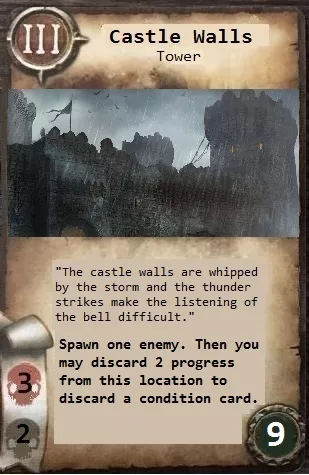 III
Castle Walls
Tower
"The castle walls are whipped
by the storm and the thunder
strikes make the listening of
the bell difficult."
Spawn one enemy. Then you
may discard 2 progress
from this location to
discard a condition card.
3
2
9